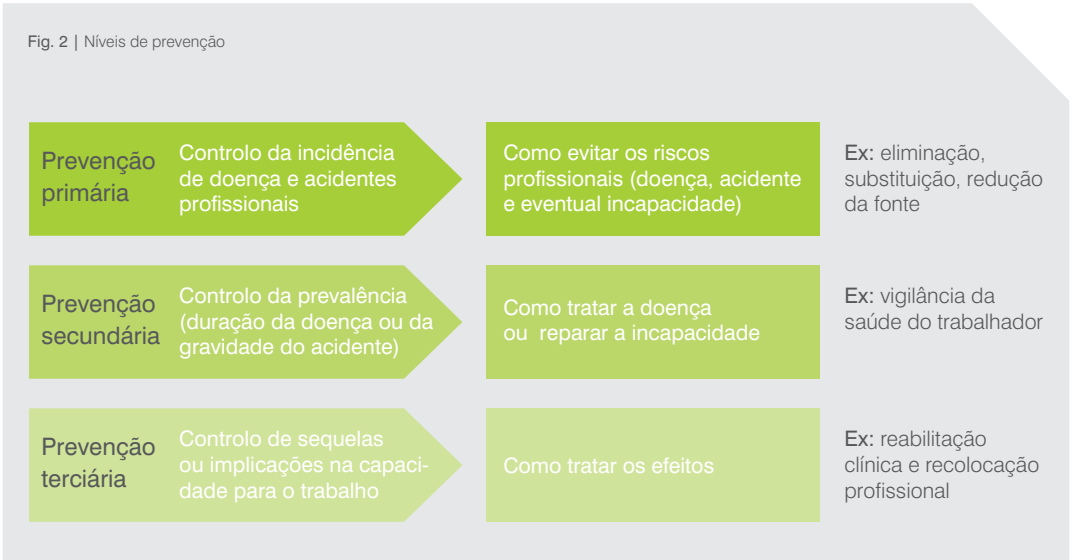 Fig. 2 | Níveis de prevenção
Prevenção
primária
Controlo da incidência
de doença e acidentes
profissionais
Como evitar os riscos
profissionais (doença, acidente
e eventual incapacidade)
Ex: eliminação,
substituição, redução
da fonte
Prevenção
secundária
Controlo da prevalência
(duração da doença ou da
gravidade do acidente)
Como tratar a doença
ou reparar a incapacidade
Ex: vigilância da
saúde do trabalhador
Prevenção
terciária
Controlo de sequelas
ou implicações na capaci-
dade para o trabalho
Como tratar os efeitos
Ex: reabilitação
clínica e recolocação
profissional